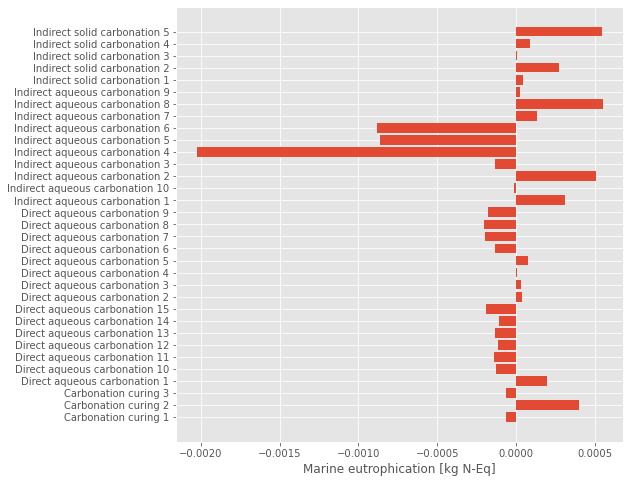 Indirect solid carbonation 5
Indirect solid carbonation 4
Indirect solid carbonation 3
Indirect solid carbonation 2
Indirect solid carbonation 1
Indirect aqueous carbonation 9
Indirect aqueous carbonation 8
Indirect aqueous carbonation 7
Indirect aqueous carbonation 6
Indirect aqueous carbonation 5
Indirect aqueous carbonation 4
Indirect aqueous carbonation 3
Indirect aqueous carbonation 2
Indirect aqueous carbonation 10
Indirect aqueous carbonation 1
Direct aqueous carbonation 9
Direct aqueous carbonation 8
Direct aqueous carbonation 7
Direct aqueous carbonation 6
Direct aqueous carbonation 5
Direct aqueous carbonation 4
Direct aqueous carbonation 3
Direct aqueous carbonation 2
Direct aqueous carbonation 15
Direct aqueous carbonation 14
Direct aqueous carbonation 13
Direct aqueous carbonation 12
Direct aqueous carbonation 11
Direct aqueous carbonation 10
Direct aqueous carbonation 1
Carbonation curing 3
Carbonation curing 2
Carbonation curing 1
−0.0020 −0.0015 −0.0010 −0.0005 0.0000 0.0005
Marine eutrophication [kg N-Eq]